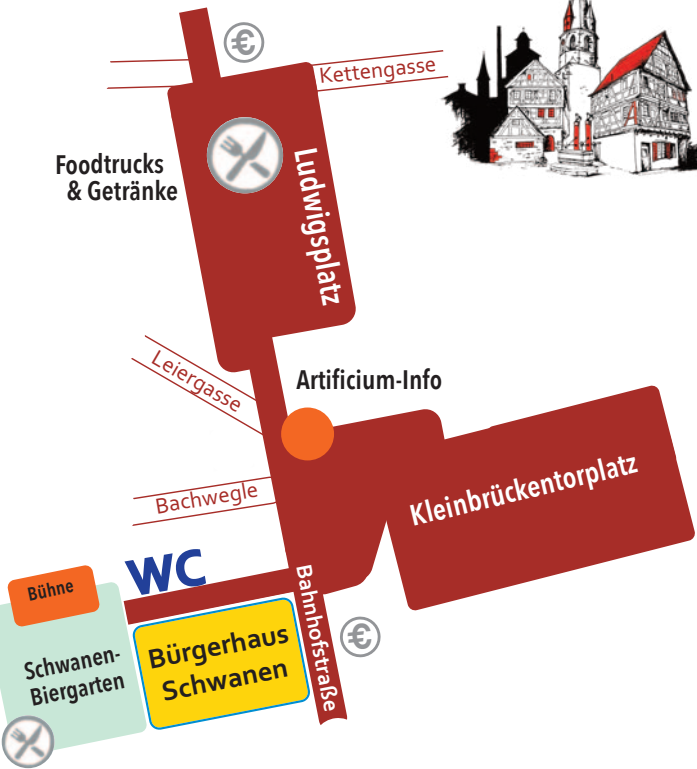 €
Kettengasse
Foodtrucks
& Getränke
Ludwigsplatz
Leiergasse
Artificium-Info
Kleinbrückentorplatz
Bachwegle
WC
Bühne
Bahnhofstraße
€
Bürgerhaus
Schwanen
Schwanen-
Biergarten